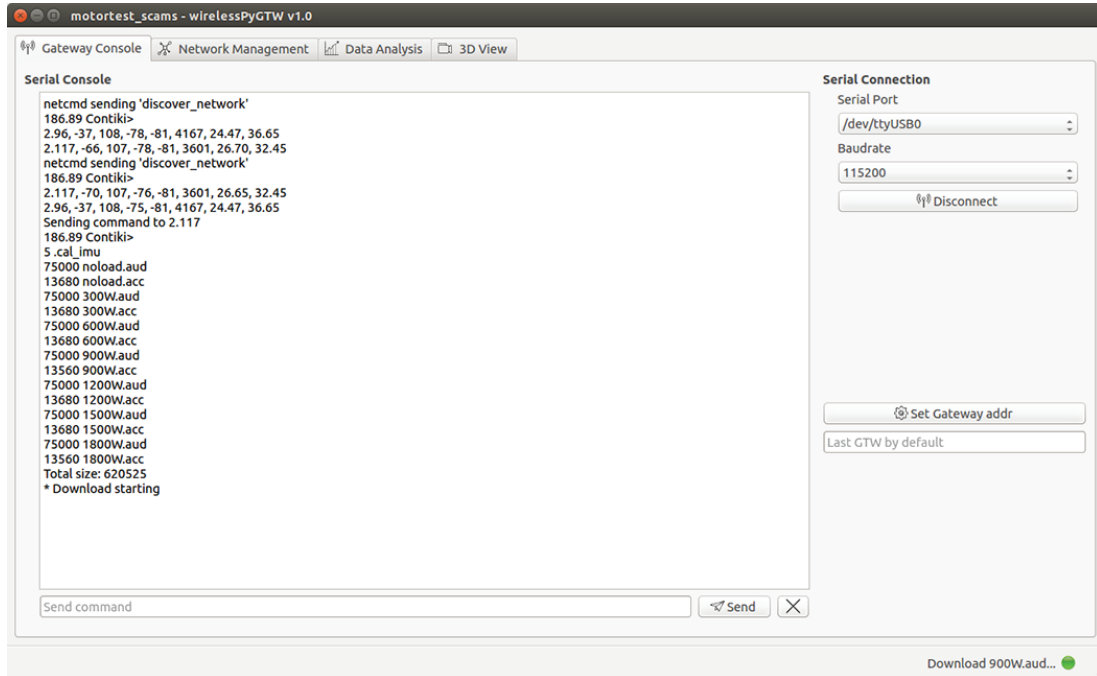 motortest_scams - wirelessPyGTW v1.0
Gateway Console Network Management Data Analysis 3D View
Serial Console
netcmd sending 'discover_network'
186.89 Contiki>
2.96, -37, 108, -78, -81, 4167, 24.47, 36.65
2.117, -66, 107, -78, -81, 3601, 26.70, 32.45
netcmd sending 'discover_network'
186.89 Contiki>
2.117, -70, 107, -76, -81, 3601, 26.65, 32.45
2.96, -37, 108, -75, -81, 4167, 24.47, 36.65
Sending command to 2.117
186.89 Contiki>
5 .cal_imu
75000 noload.aud
13680 noload.acc
75000 300W.aud
13680 300W.acc
75000 600W.aud
13680 600W.acc
75000 900W.aud
13560 900W.acc
75000 1200W.aud
13680 1200W.acc
75000 1500W.aud
13680 1500W.acc
75000 1800W.aud
13560 1800W.acc
Total size: 620525
* Download starting
Send command
Send
Serial Connection
Serial Port
/dev/ttyUSB0
Baudrate
115200
Disconnect
Set Gateway addr
Last GTW by default
Download 900W.aud...